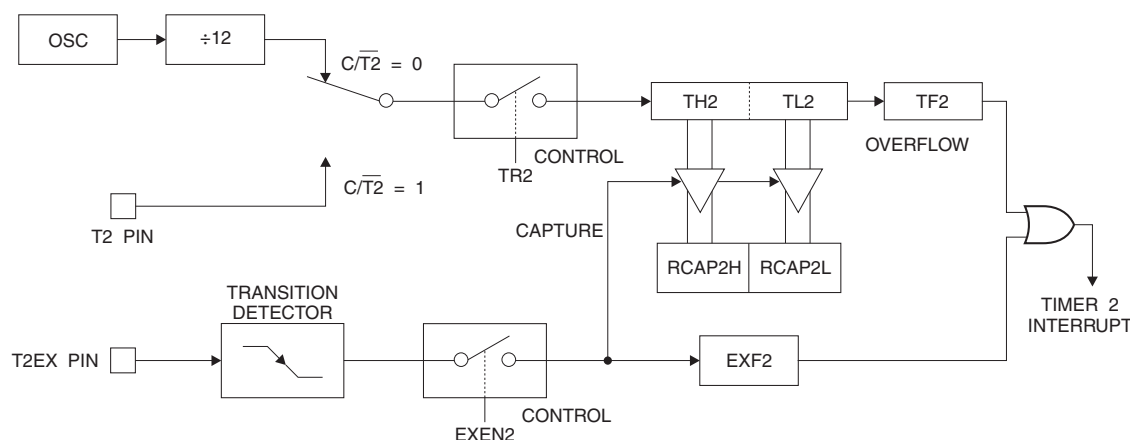 OSC
÷12
C/T2̅ = 0
TH2
TL2
TF2
OVERFLOW
CONTROL
TR2
C/T2̅ = 1
T2 PIN
CAPTURE
RCAP2H
RCAP2L
TRANSITION
DETECTOR
TIMER 2
INTERRUPT
T2EX PIN
EXF2
CONTROL
EXEN2